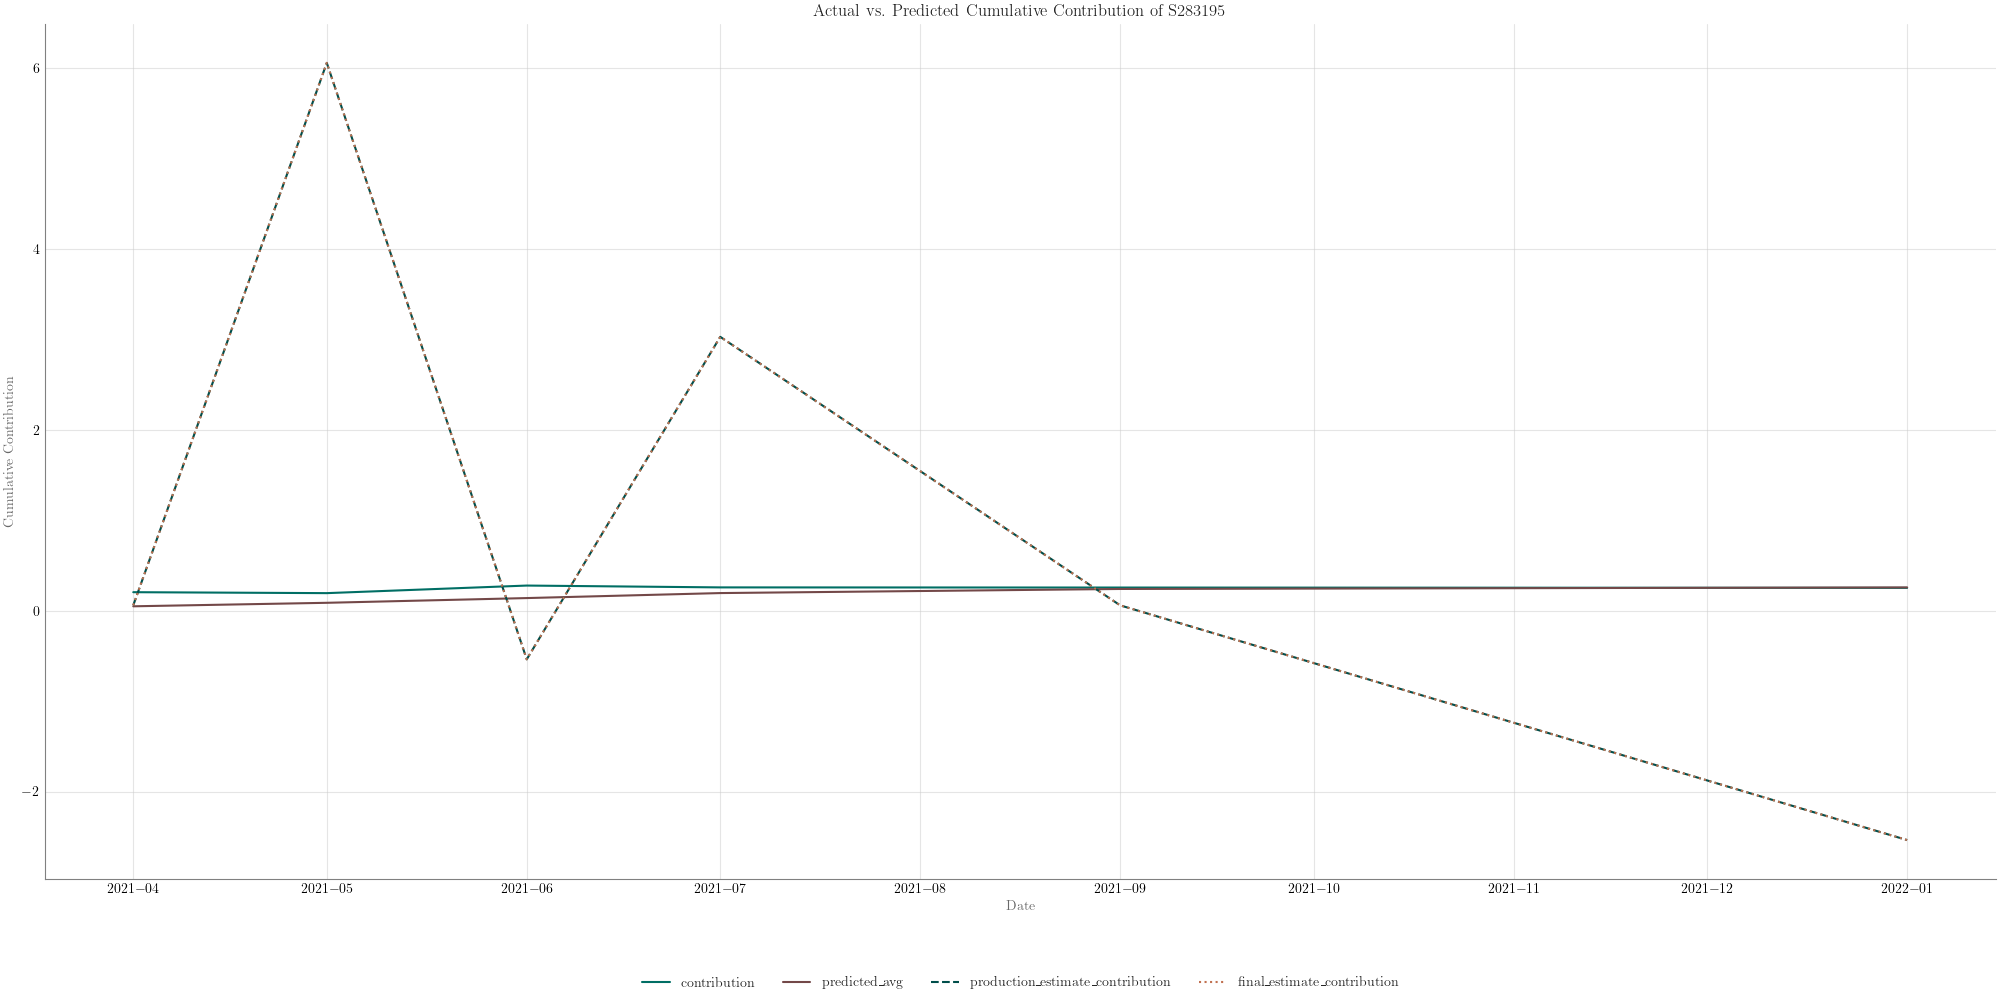 Actual vs. Predicted Cumulative Contribution of S283195
Cumulative Contribution
6
4
2
0
−2
2021−04 2021−05 2021−06 2021−07 2021−08 2021−09 2021−10 2021−11 2021−12 2022−01
Date
contribution predicted_avg production_estimate_contribution final_estimate_contribution